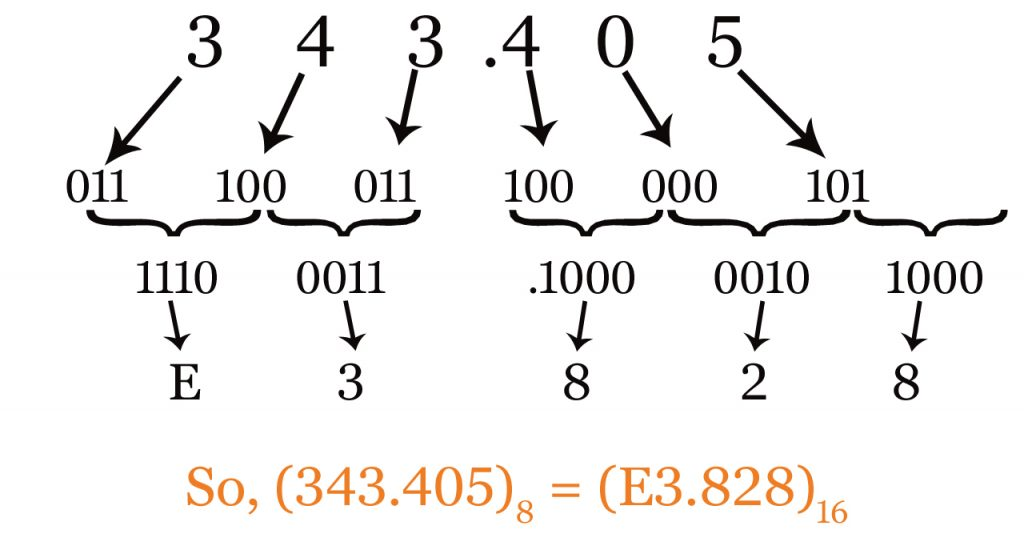 3 4 3 .4 0 5
011 100 011 100 000 101
1110 0011 .1000 0010 1000
E 3 8 2 8
So, (343.405)8 = (E3.828)16